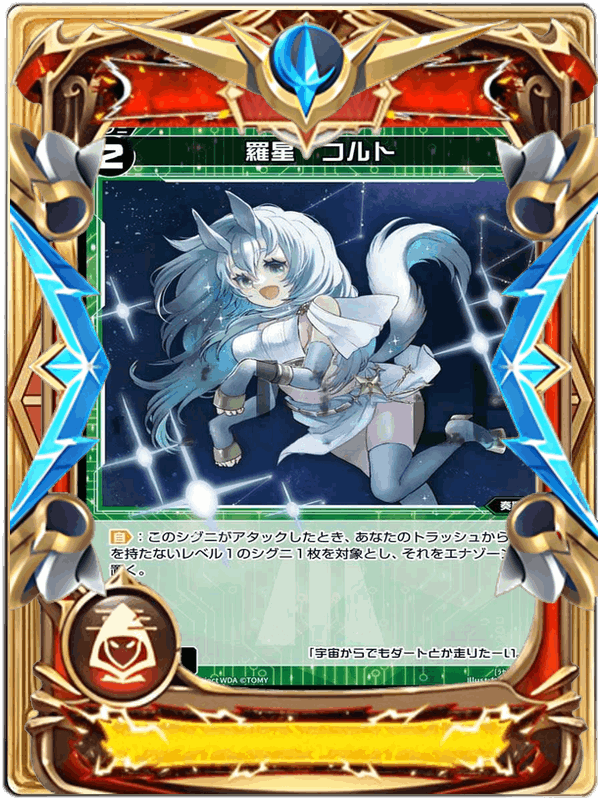 2
羅星 コルト
自：このシグニがアタックしたとき、あなたのトラッシュから
を持たないレベル１のシグニ１枚を対象とし、それをエナゾーン
置く。
「宇宙からでもダートとか走りたーい
ject WDA ©TOMY
Illust